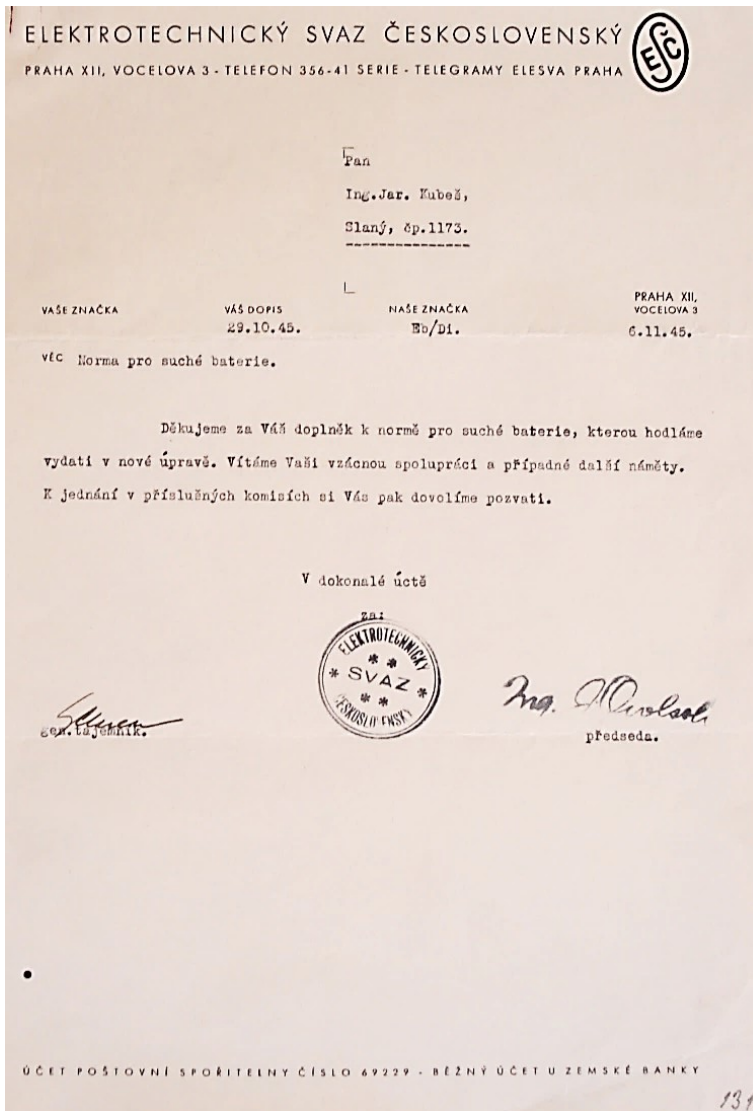 ELEKTROTECHNICKÝ SVAZ ČESKOSLOVENSKÝ
EŠČ
PRAHA XII, VOCELOVA 3 - TELEFON 356-41 SERIE - TELEGRAMY ELESVA PRAHA
Pan
Ing.Jar. Kubeš,
Slaný, čp.1173.
VAŠE ZNAČKA VÁŠ DOPIS NAŠE ZNAČKA PRAHA XII, VOCELOVA 3
29.10.45. Eb/Di. 6.11.45.
VĚC Norma pro suché baterie.
Děkujeme za Váš doplněk k normě pro suché baterie, kterou hodláme
vydati v nové úpravě. Vítáme Vaši vzácnou spolupráci a případné další náměty.
K jednání v příslušných komisích si Vás pak dovolíme pozvati.
V dokonalé úctě
za:
ELEKTROTECHNICKÝ
SVAZ
ČESKOSLOVENSKÝ
Ing.
gen.tajemník.
předseda.
ÚČET POŠTOVNÍ SPOŘITELNY ČÍSLO 69229 - BĚŽNÝ ÚČET U ZEMSKÉ BANKY
131